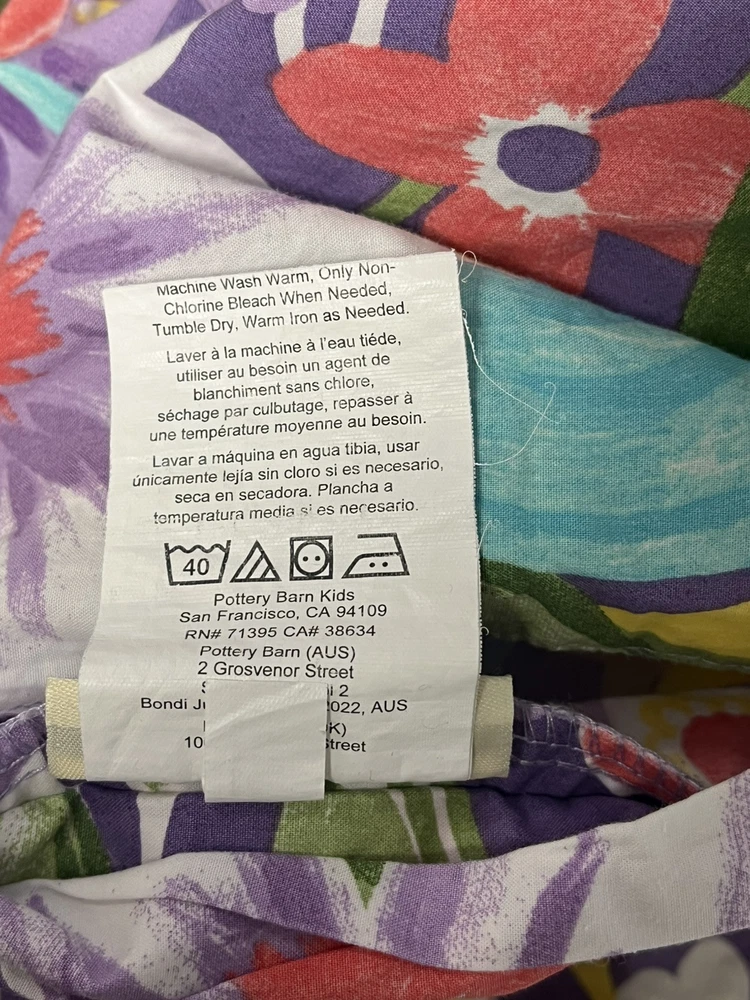 Machine Wash Warm, Only Non-
Chlorine Bleach When Needed,
Tumble Dry, Warm Iron as Needed.
Laver à la machine à l'eau tiéde,
utiliser au besoin un agent de
blanchiment sans chlore,
séchage par culbutage, repasser à
une température moyenne au besoin.
Lavar a máquina en agua tibia, usar
únicamente lejía sin cloro si es necesario,
seca en secadora. Plancha a
temperatura media si es necesario.
40
Pottery Barn Kids
San Francisco, CA 94109
RN# 71395 CA# 38634
Pottery Barn (AUS)
2 Grosvenor Street
2
Bondi AUS
10 Street